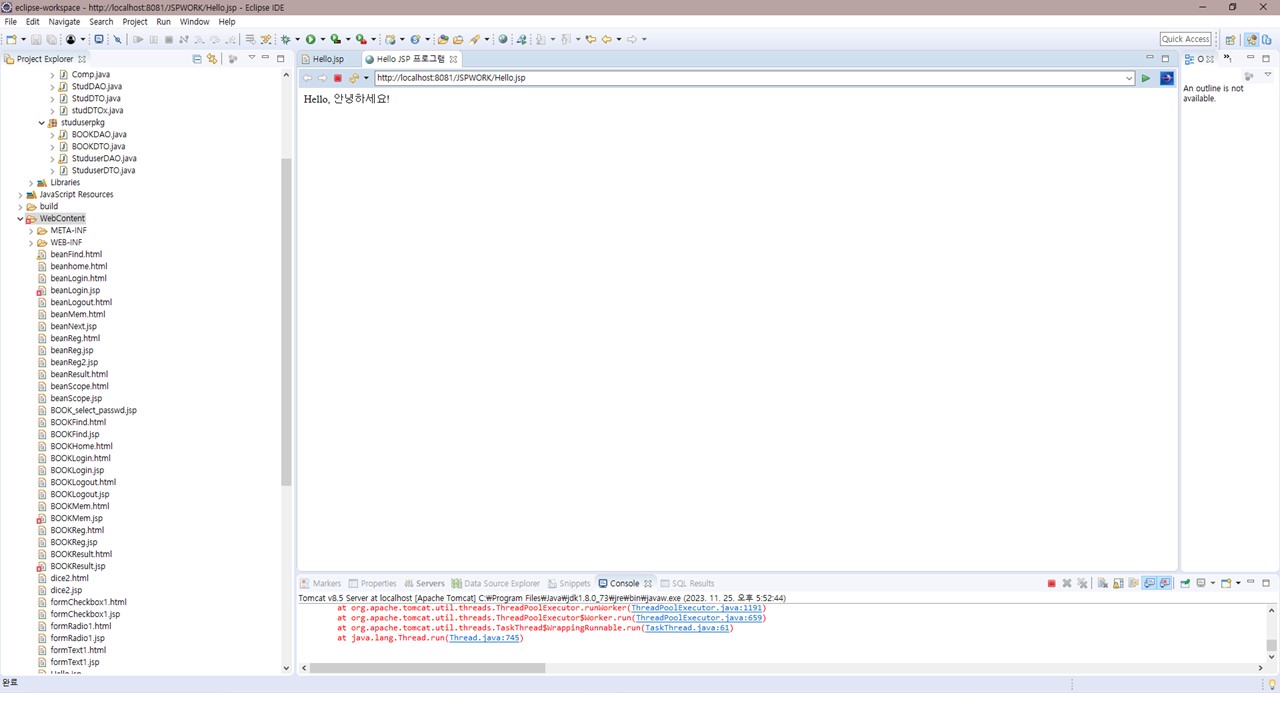 eclipse-workspace - http://localhost:8081/JSPWORK/Hello.jsp - Eclipse IDE
File Edit Navigate Search Project Run Window Help
Quick Access
Project Explorer
Comp.java
StudDAO.java
StudDTO.java
studDTOx.java
studuserpkg
BOOKDAO.java
BOOKDTO.java
StuduserDAO.java
StuduserDTO.java
Libraries
JavaScript Resources
build
WebContent
META-INF
WEB-INF
beanFind.html
beanhome.html
beanLogin.html
beanLogin.jsp
beanLogout.html
beanMem.html
beanNext.jsp
beanReg.html
beanReg.jsp
beanReg2.jsp
beanResult.html
beanScope.html
beanScope.jsp
BOOK_select_passwd.jsp
BOOKFind.html
BOOKFind.jsp
BOOKHome.html
BOOKLogin.html
BOOKLogin.jsp
BOOKLogout.html
BOOKLogout.jsp
BOOKMem.html
BOOKMem.jsp
BOOKReg.html
BOOKReg.jsp
BOOKResult.html
BOOKResult.jsp
dice2.html
dice2.jsp
formCheckbox1.html
formCheckbox1.jsp
formRadio1.html
formRadio1.jsp
formText1.html
formText1.jsp
Hello.jsp
Hello.jsp Hello JSP 프로그램
http://localhost:8081/JSPWORK/Hello.jsp
Hello, 안녕하세요!
An outline is not
available.
Markers Properties Servers Data Source Explorer Snippets Console SQL Results
Tomcat v8.5 Server at localhost [Apache Tomcat] C:₩Program Files₩Java₩jdk1.8.0_73₩jre₩bin₩javaw.exe (2023. 11. 25. 오후 5:52:44)
at org.apache.tomcat.util.threads.ThreadPoolExecutor.runWorker(ThreadPoolExecutor.java:1191)
at org.apache.tomcat.util.threads.ThreadPoolExecutor$Worker.run(ThreadPoolExecutor.java:659)
at org.apache.tomcat.util.threads.TaskThread$WrappingRunnable.run(TaskThread.java:61)
at java.lang.Thread.run(Thread.java:745)
완료